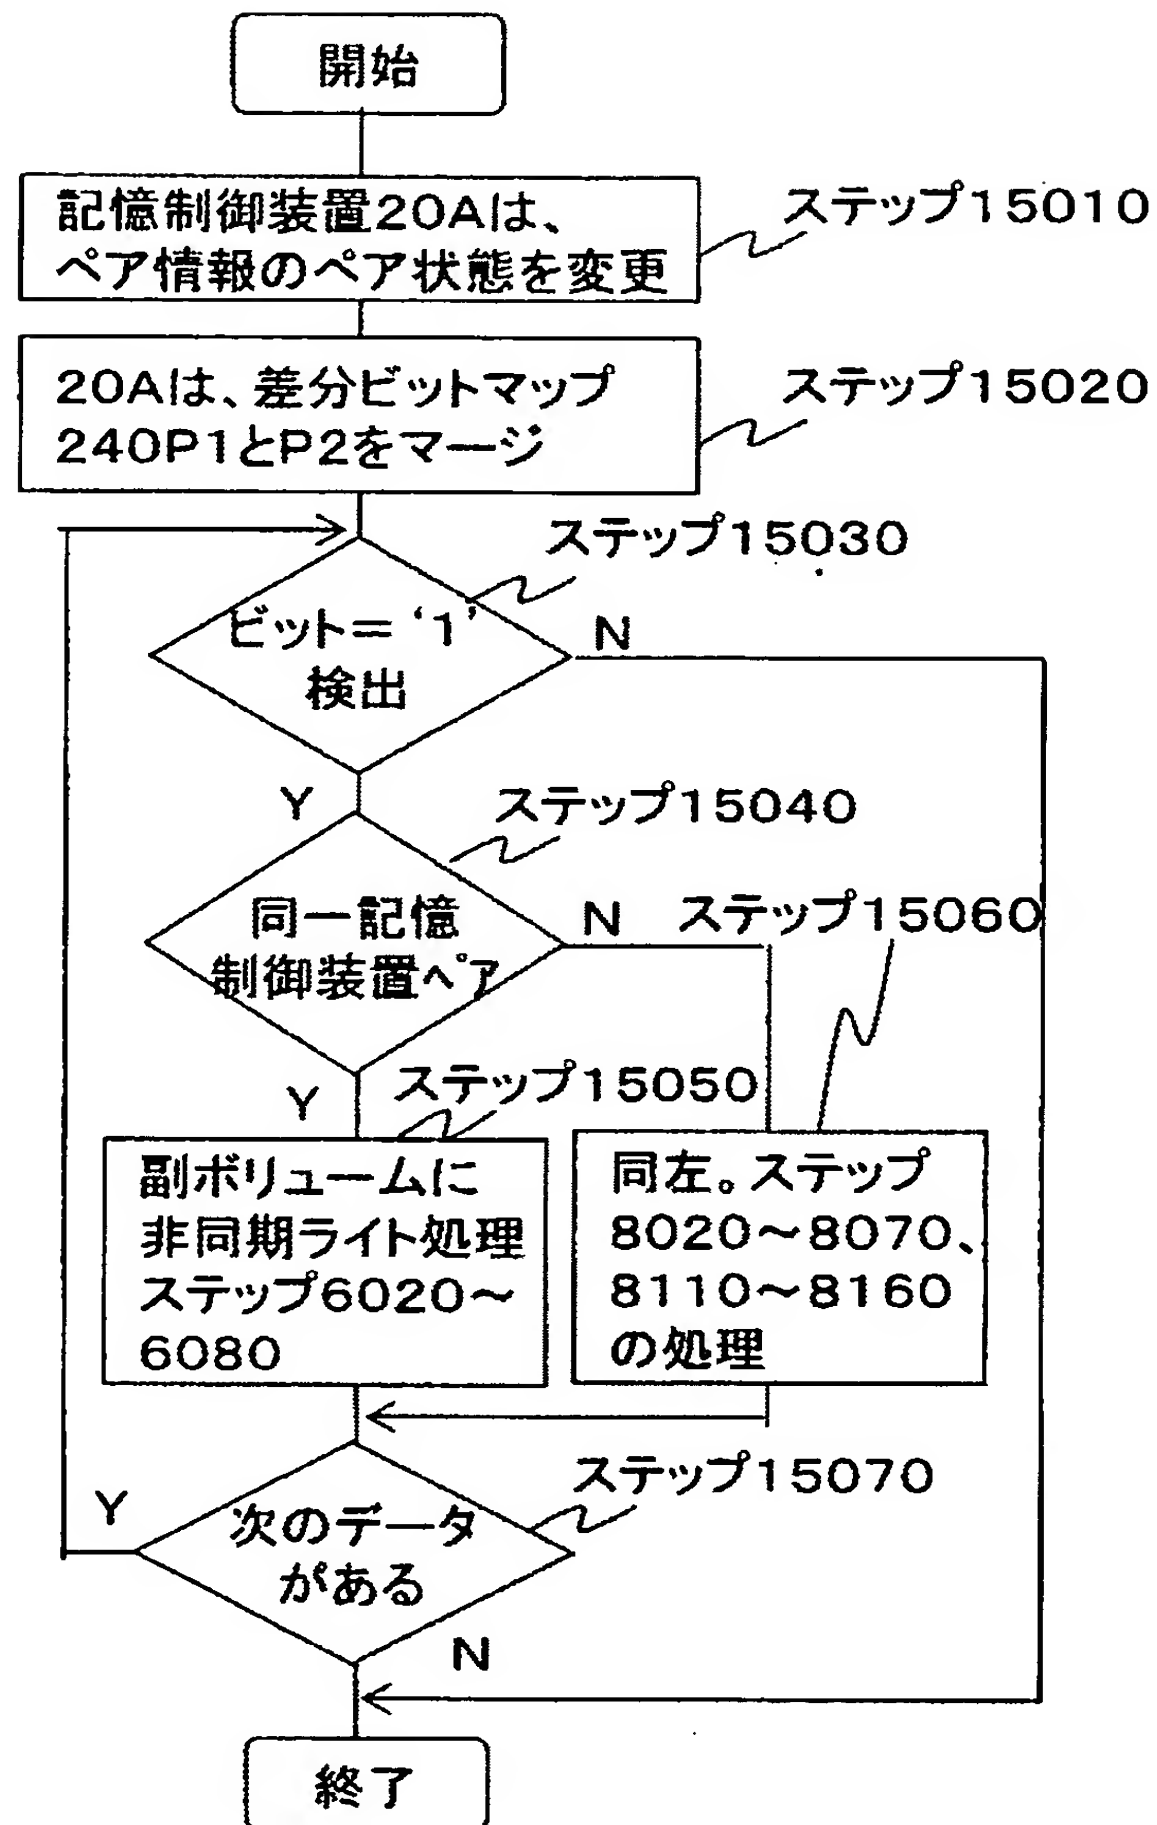 開始
記憶制御装置20Aは、
ペア情報のペア状態を変更
ステップ15010
20Aは、差分ビットマップ
240P1とP2をマージ
ステップ15020
ステップ15030
ビット＝‘1’
検出
N
Y
ステップ15040
同一記憶
制御装置ペア
N
ステップ15060
Y
ステップ15050
副ボリュームに
非同期ライト処理
ステップ6020～
6080
同左。ステップ
8020～8070、
8110～8160
の処理
ステップ15070
Y
次のデータ
がある
N
終了